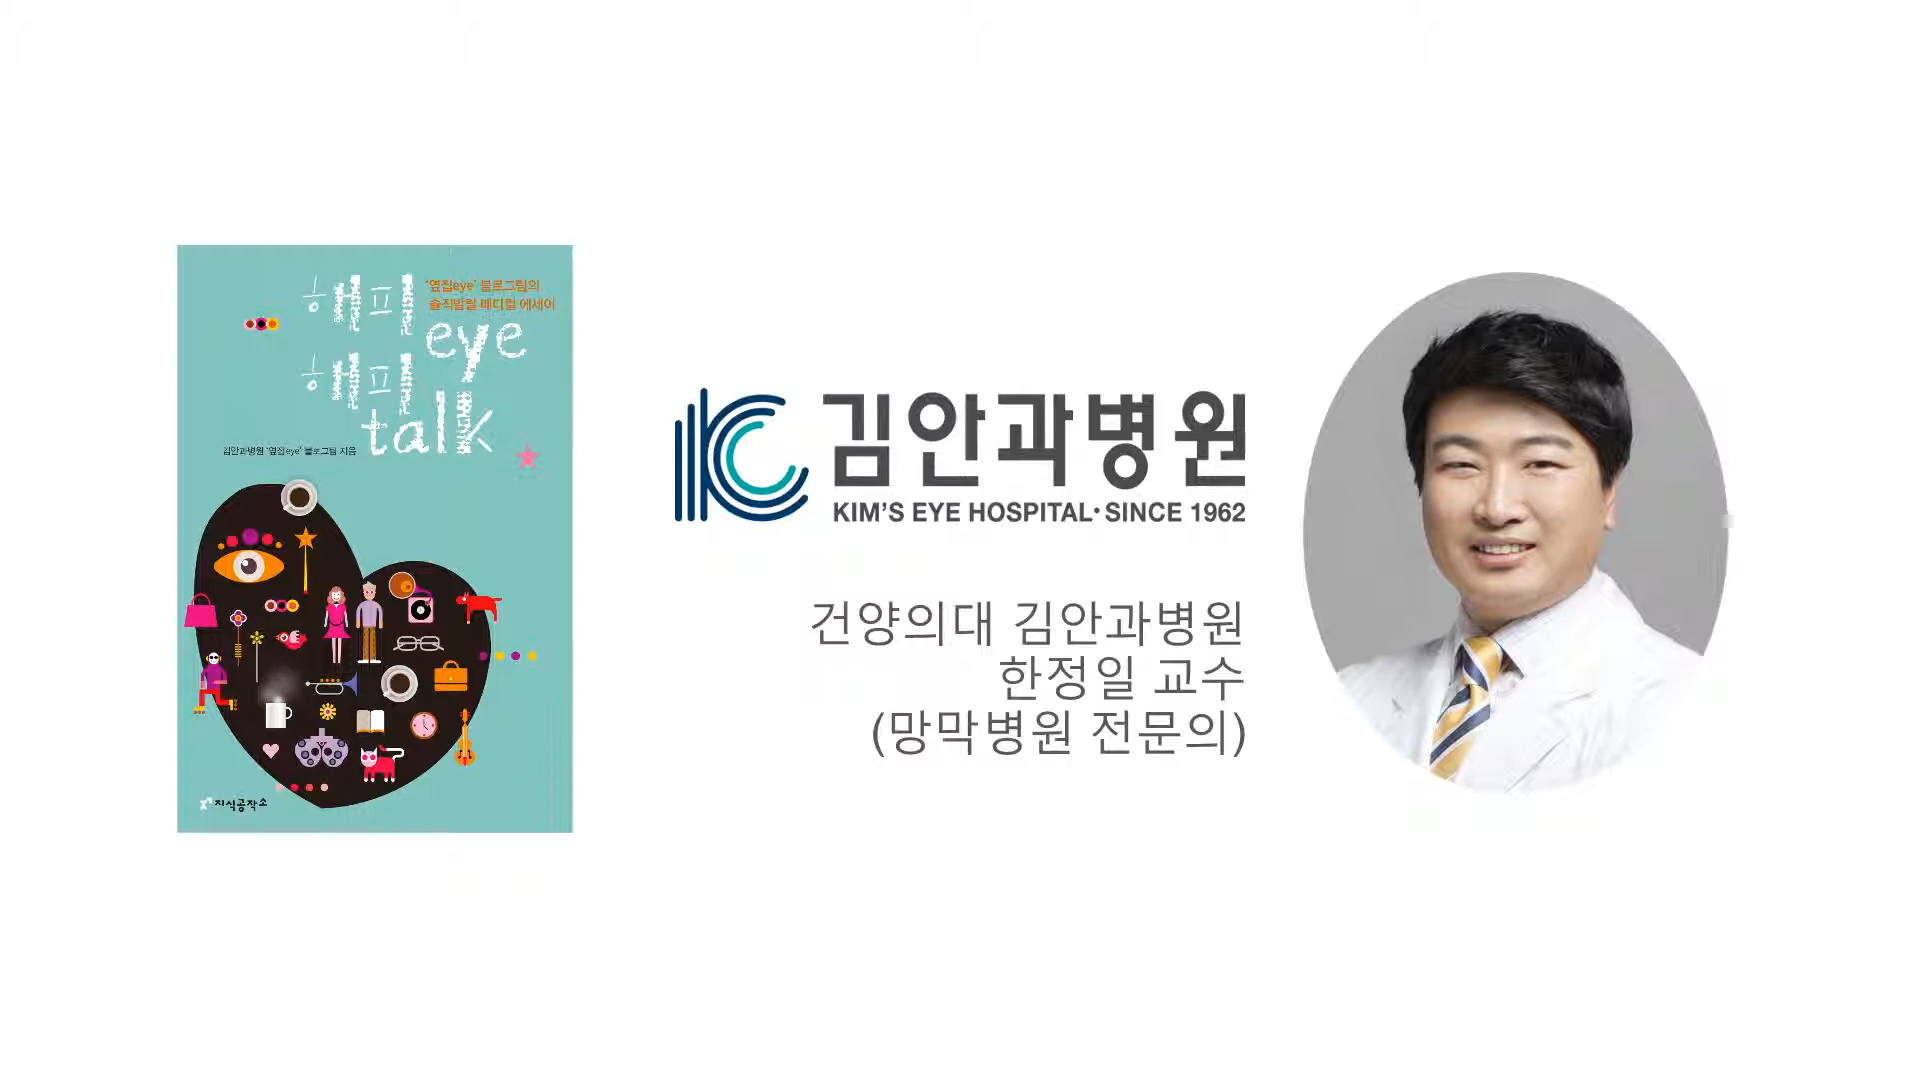 해피 '옆집eye' 블로그팀의
솔직발랄 메디컬 에세이
eye
해피
talk
김안과병원 '옆집eye' 블로그팀 지음
지식공작소
김안과병원
KIM'S EYE HOSPITAL·SINCE 1962
건양의대 김안과병원
한정일 교수
(망막병원 전문의)